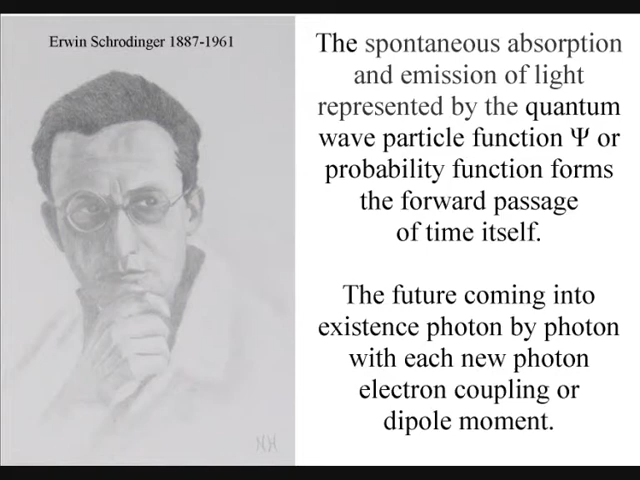 Erwin Schrodinger 1887-1961
The spontaneous absorption
and emission of light
represented by the quantum
wave particle function Ψ or
probability function forms
the forward passage
of time itself.
The future coming into
existence photon by photon
with each new photon
electron coupling or
dipole moment.